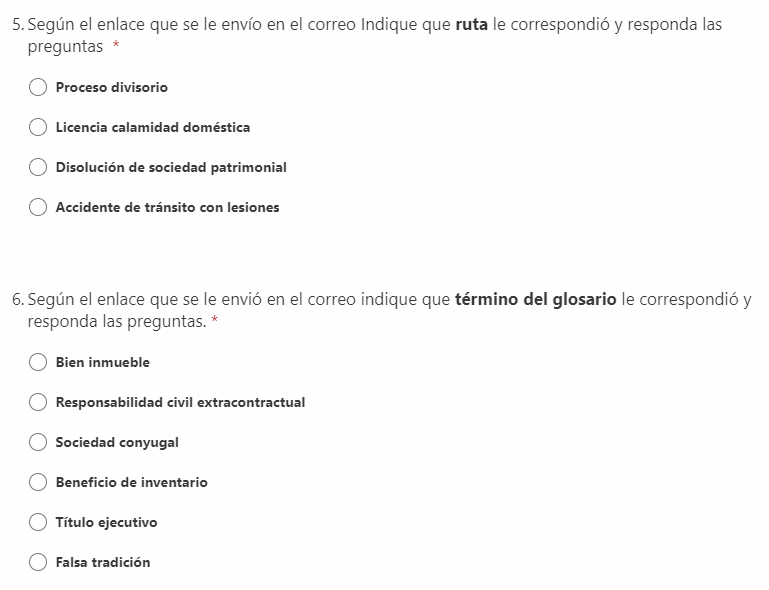 5. Según el enlace que se le envío en el correo Indique que ruta le correspondió y responda las
preguntas *
Proceso divisorio
Licencia calamidad doméstica
Disolución de sociedad patrimonial
Accidente de tránsito con lesiones
6. Según el enlace que se le envió en el correo indique que término del glosario le correspondió y
responda las preguntas. *
Bien inmueble
Responsabilidad civil extracontractual
Sociedad conyugal
Beneficio de inventario
Título ejecutivo
Falsa tradición